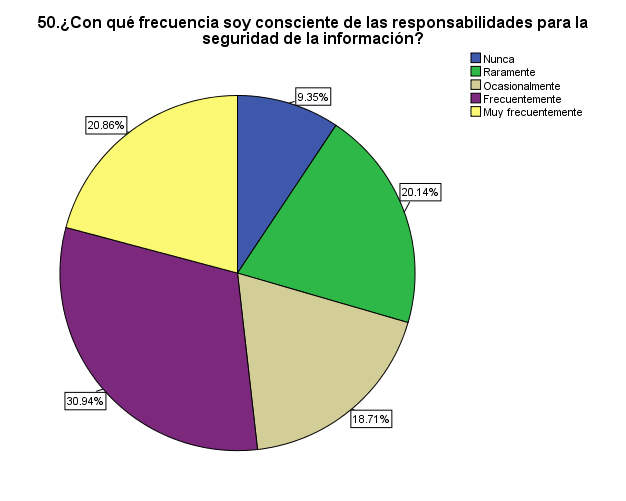 50.¿Con qué frecuencia soy consciente de las responsabilidades para la
seguridad de la información?
Nunca
Raramente
Ocasionalmente
Frecuentemente
Muy frecuentemente
9.35%
20.86%
20.14%
30.94%
18.71%